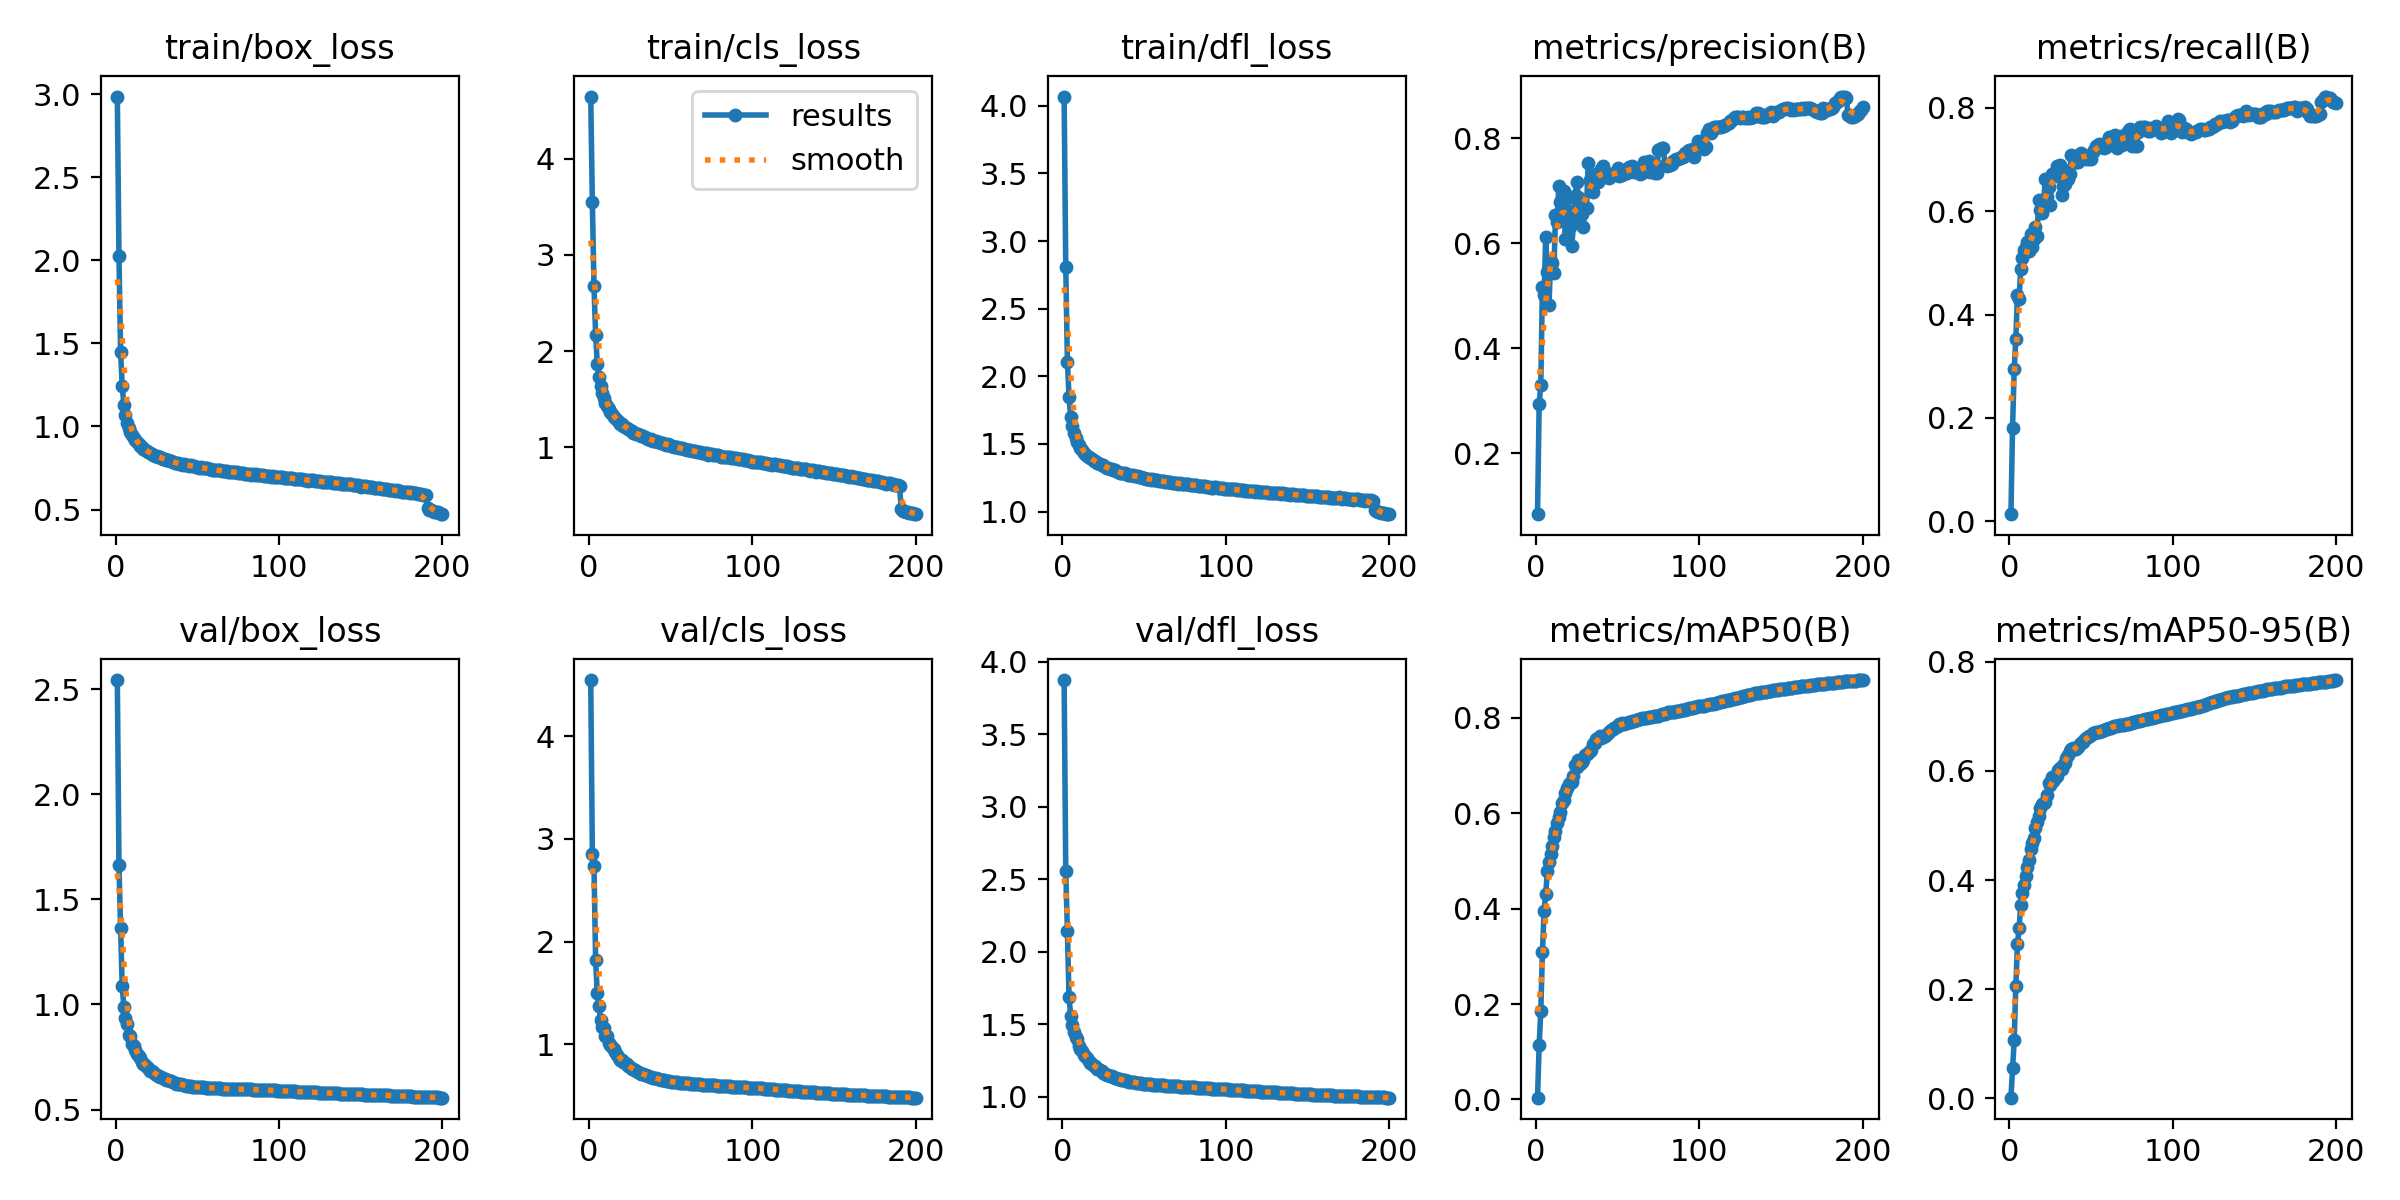 train/box_loss
3.0
2.5
2.0
1.5
1.0
0.5
0 100 200
train/cls_loss
results
smooth
4
3
2
1
0 100 200
train/dfl_loss
4.0
3.5
3.0
2.5
2.0
1.5
1.0
0 100 200
metrics/precision(B)
0.8
0.6
0.4
0.2
0 100 200
metrics/recall(B)
0.8
0.6
0.4
0.2
0.0
0 100 200
val/box_loss
2.5
2.0
1.5
1.0
0.5
0 100 200
val/cls_loss
4
3
2
1
0 100 200
val/dfl_loss
4.0
3.5
3.0
2.5
2.0
1.5
1.0
0 100 200
metrics/mAP50(B)
0.8
0.6
0.4
0.2
0.0
0 100 200
metrics/mAP50-95(B)
0.8
0.6
0.4
0.2
0.0
0 100 200